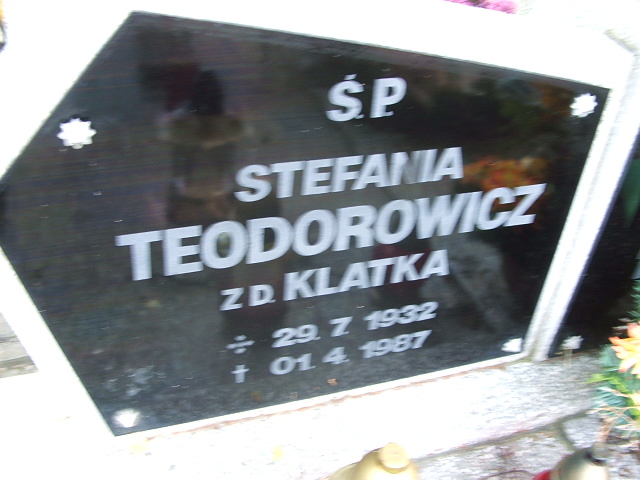 Ś.P.
STEFANIA
TEODOROWICZ
Z D. KLATKA
÷ 29. 7. 1932
† 01. 4. 1987